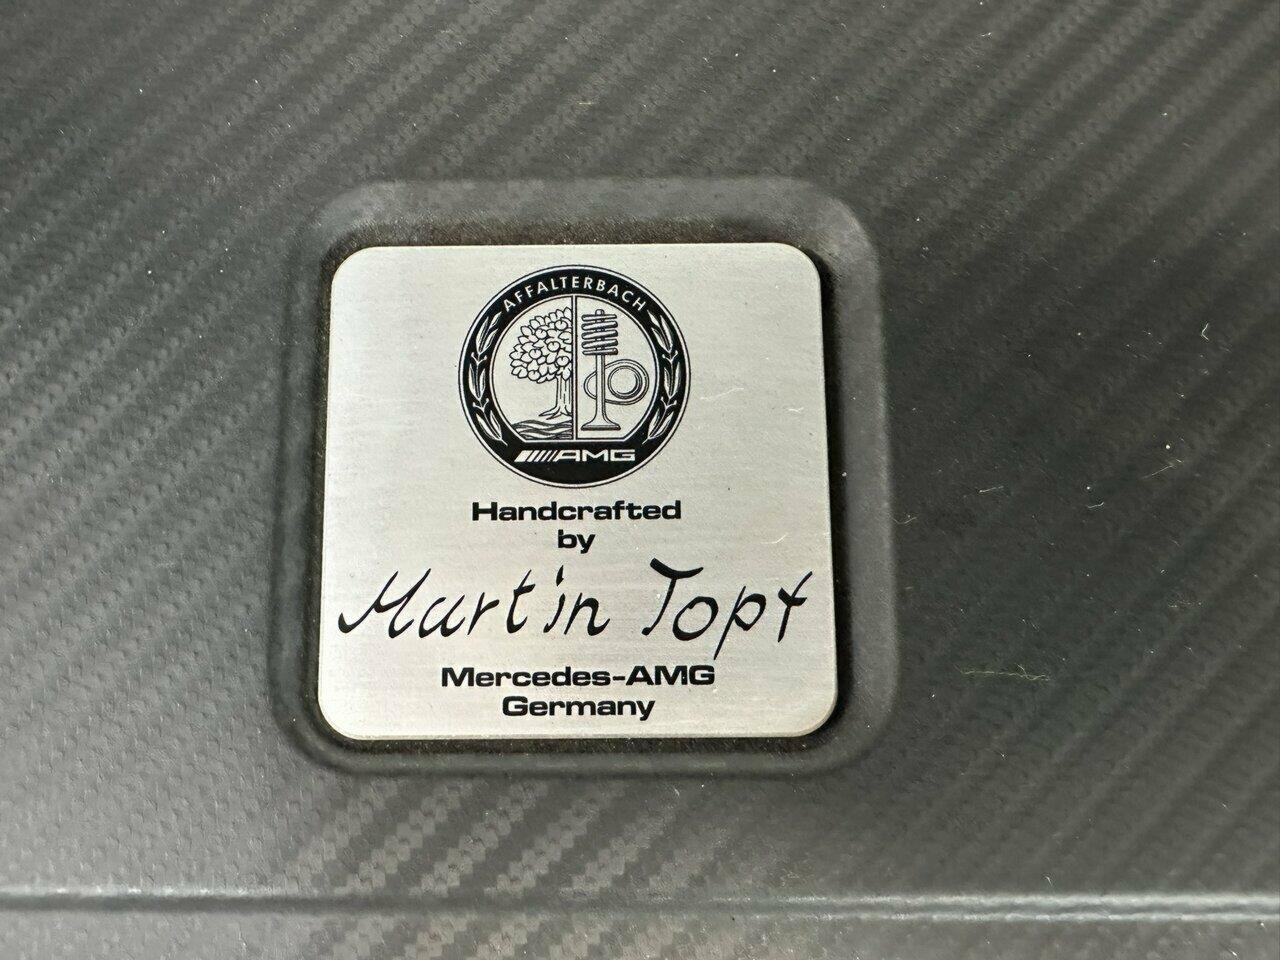 AFFALTERBACH
AMG
Handcrafted
by
Martin Topf
Mercedes-AMG
Germany